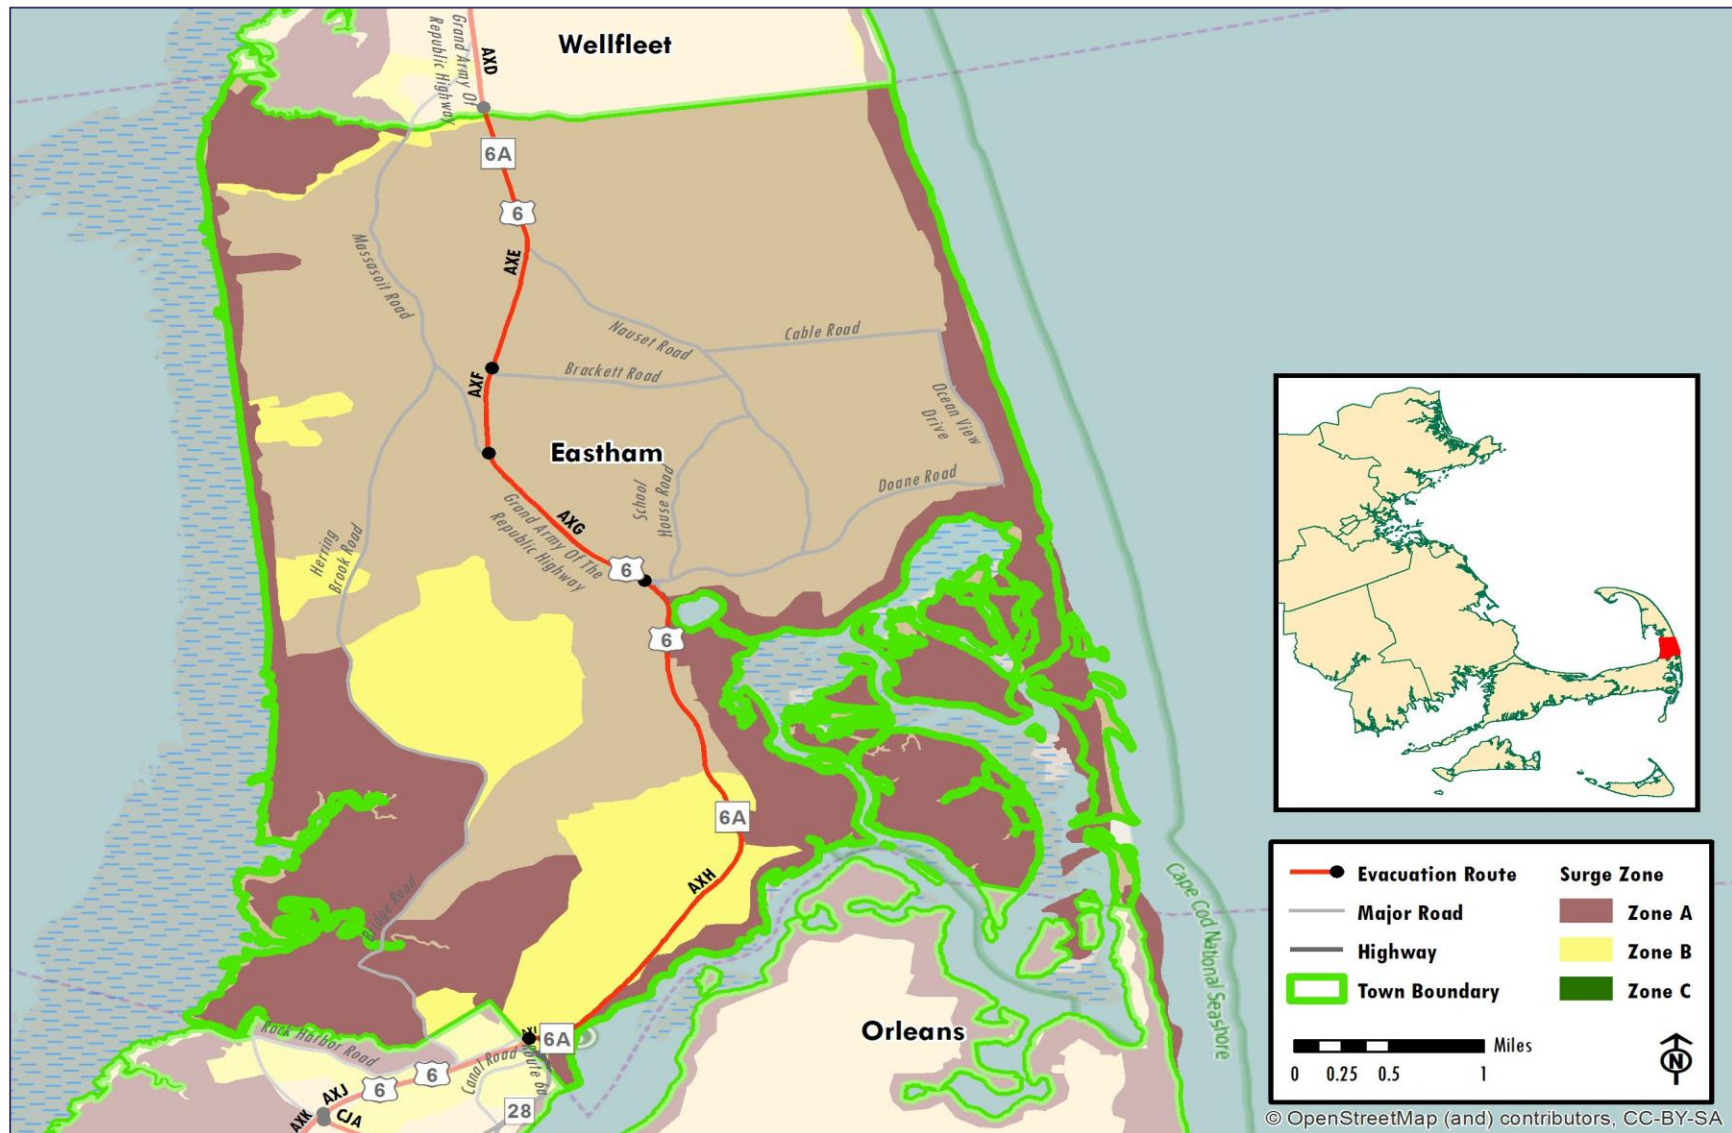 Wellfleet
Grand Army Of
Republic Highway
AXD
6A
6
AXE
Massasoit Road
Nauset Road
Cable Road
Brackett Road
AXF
Ocean View
Drive
Eastham
School
House Road
Doane Road
AXG
Grand Army Of The
Republic Highway
6
Herring
Brook Road
6
6A
AXH
Bridge Road
Rock Harbor Road
6A
Canal Road
Route 6a
6
6
28
AXJ
AXK
CJA
Orleans
Cape Cod National Seashore
Evacuation Route
Major Road
Highway
Town Boundary
Surge Zone
Zone A
Zone B
Zone C
Miles
0 0.25 0.5 1
N
© OpenStreetMap (and) contributors, CC-BY-SA